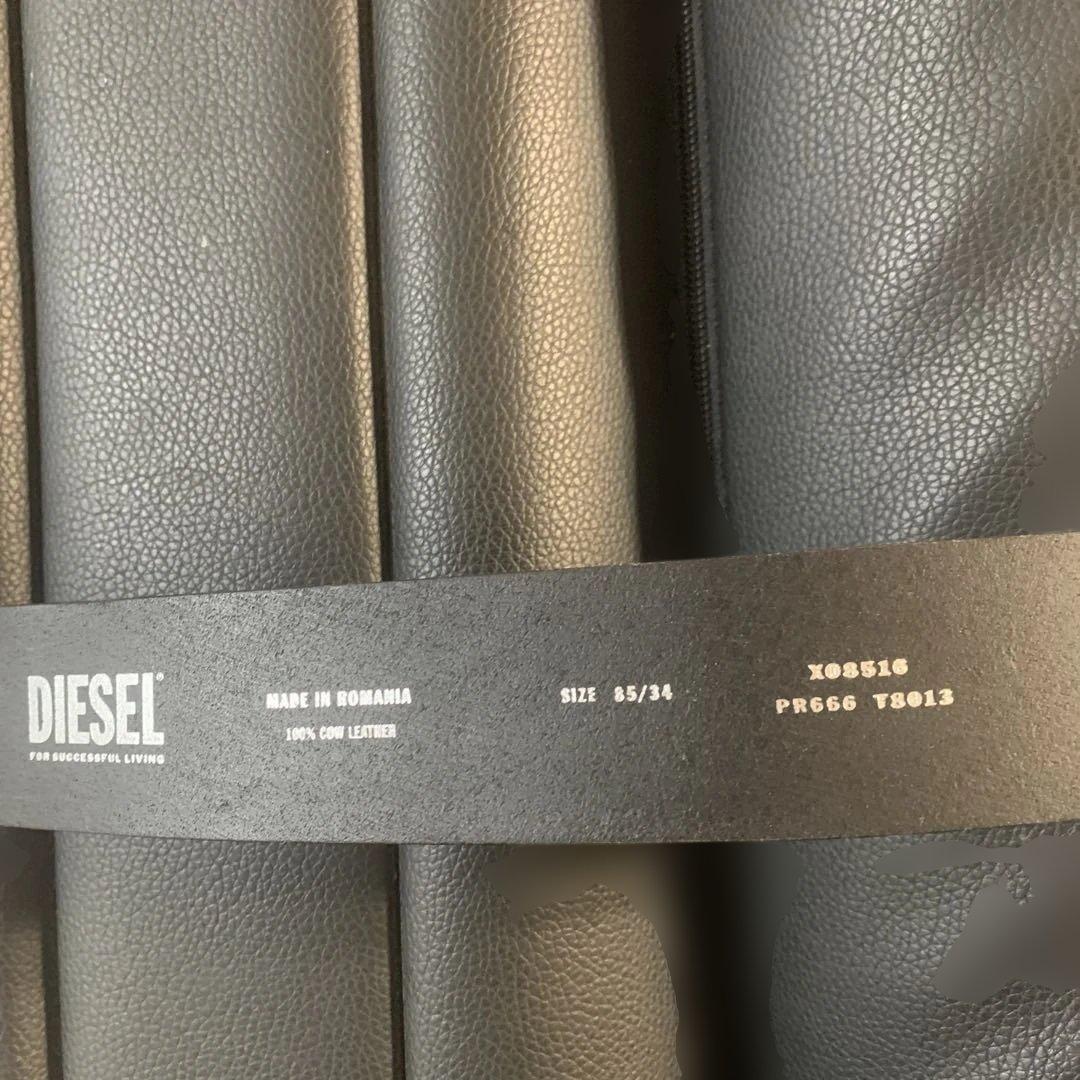 DIESEL®
FOR SUCCESSFUL LIVING
MADE IN ROMANIA
100% COW LEATHER
SIZE 85/34
X08516
PR666 T8013